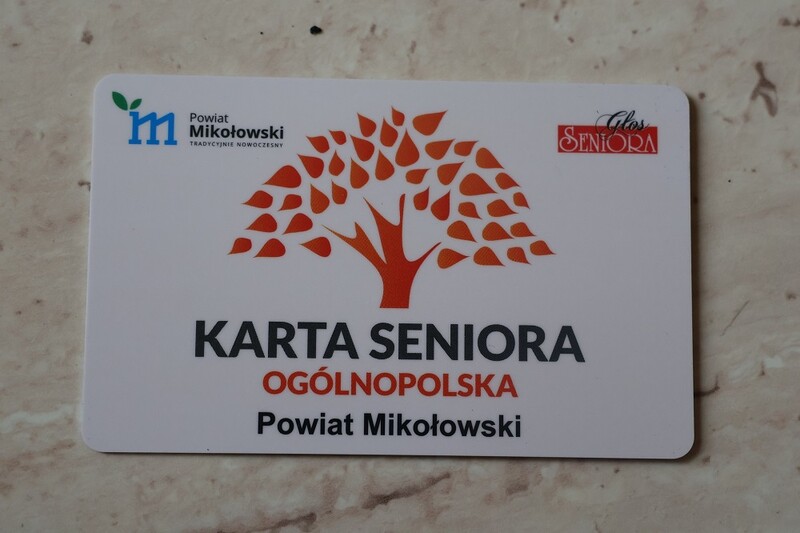 m
Powiat
Mikołowski
TRADYCYJNIE NOWOCZESNY
Głos
SENIORA
KARTA SENIORA
OGÓLNOPOLSKA
Powiat Mikołowski